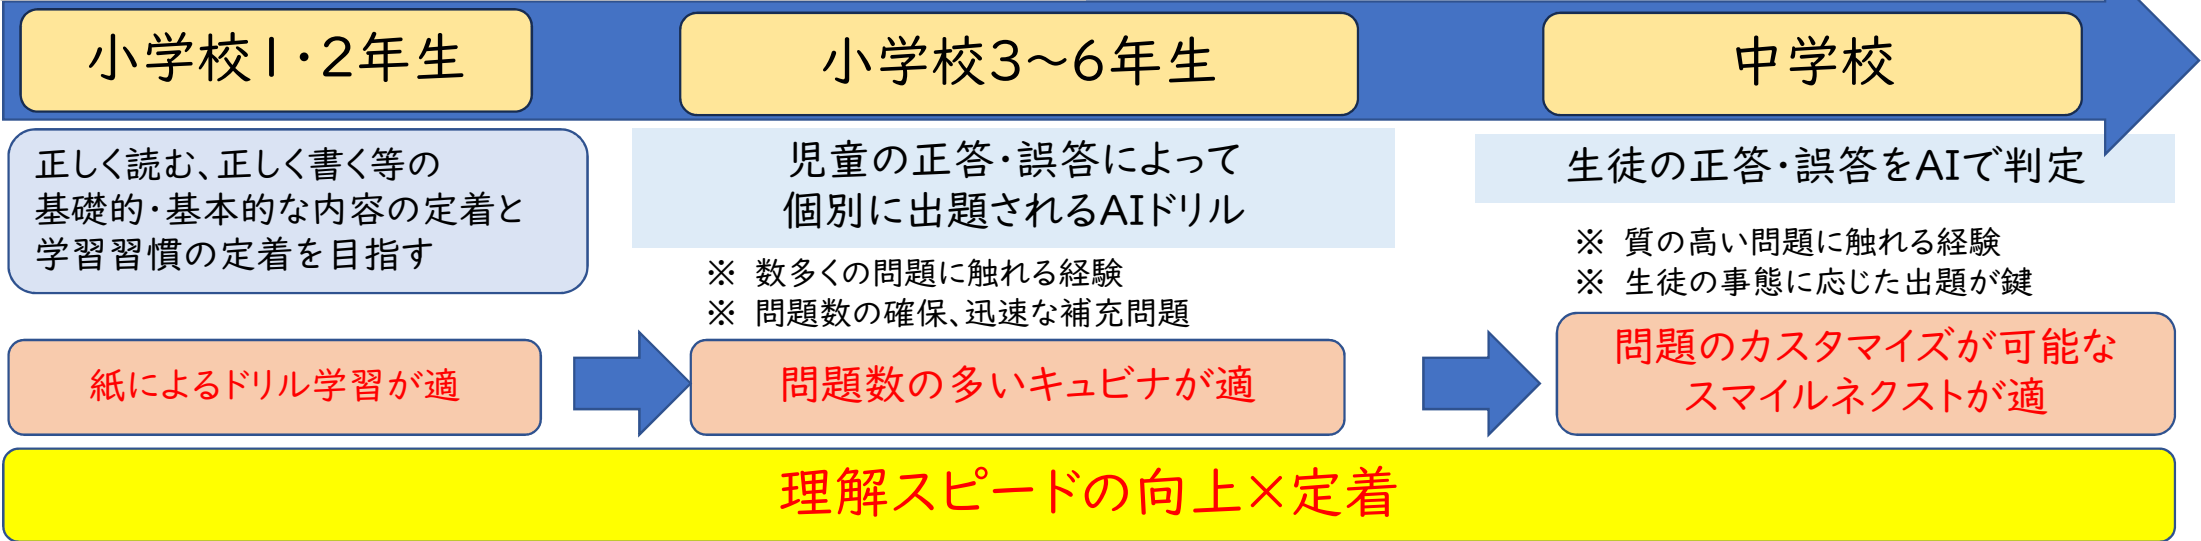 小学校1・2年生
小学校3~6年生
中学校
正しく読む、正しく書く等の
基礎的・基本的な内容の定着と
学習習慣の定着を目指す
児童の正答・誤答によって
個別に出題されるAIドリル
※ 数多くの問題に触れる経験
※ 問題数の確保、迅速な補充問題
生徒の正答・誤答をAIで判定
※ 質の高い問題に触れる経験
※ 生徒の事態に応じた出題が鍵
紙によるドリル学習が適
問題数の多いキュビナが適
問題のカスタマイズが可能な
スマイルネクストが適
理解スピードの向上×定着